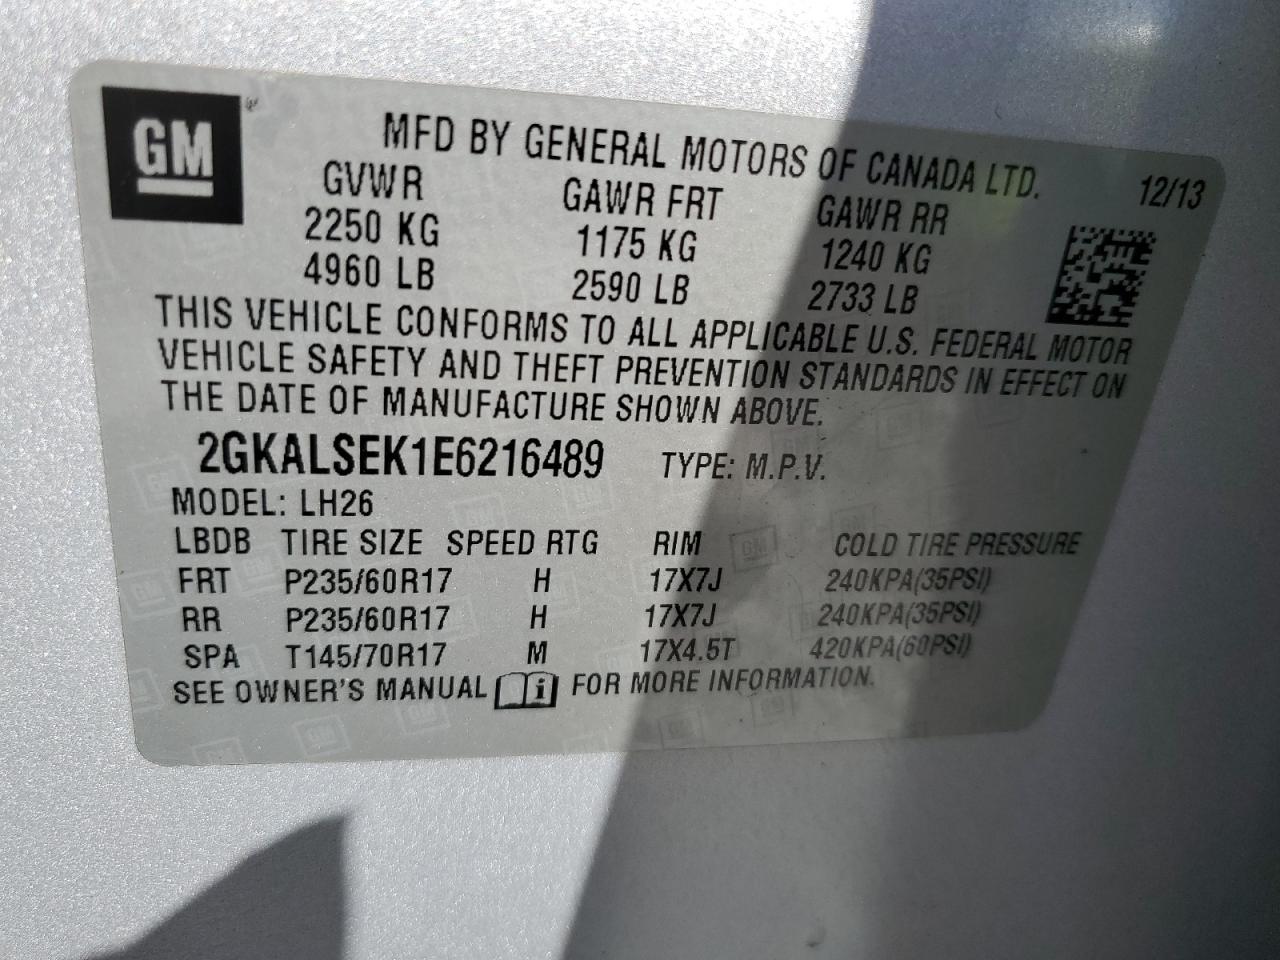 GM
MFD BY GENERAL MOTORS OF CANADA LTD. 12/13
GVWR GAWR FRT GAWR RR
2250 KG 1175 KG 1240 KG
4960 LB 2590 LB 2733 LB
THIS VEHICLE CONFORMS TO ALL APPLICABLE U.S. FEDERAL MOTOR
VEHICLE SAFETY AND THEFT PREVENTION STANDARDS IN EFFECT ON
THE DATE OF MANUFACTURE SHOWN ABOVE.
2GKALSEK1E6216489 TYPE: M.P.V.
MODEL: LH26
LBDB TIRE SIZE SPEED RTG RIM COLD TIRE PRESSURE
FRT P235/60R17 H 17X7J 240KPA(35PSI)
RR P235/60R17 H 17X7J 240KPA(35PSI)
SPA T145/70R17 M 17X4.5T 420KPA(60PSI)
SEE OWNER'S MANUAL i FOR MORE INFORMATION.